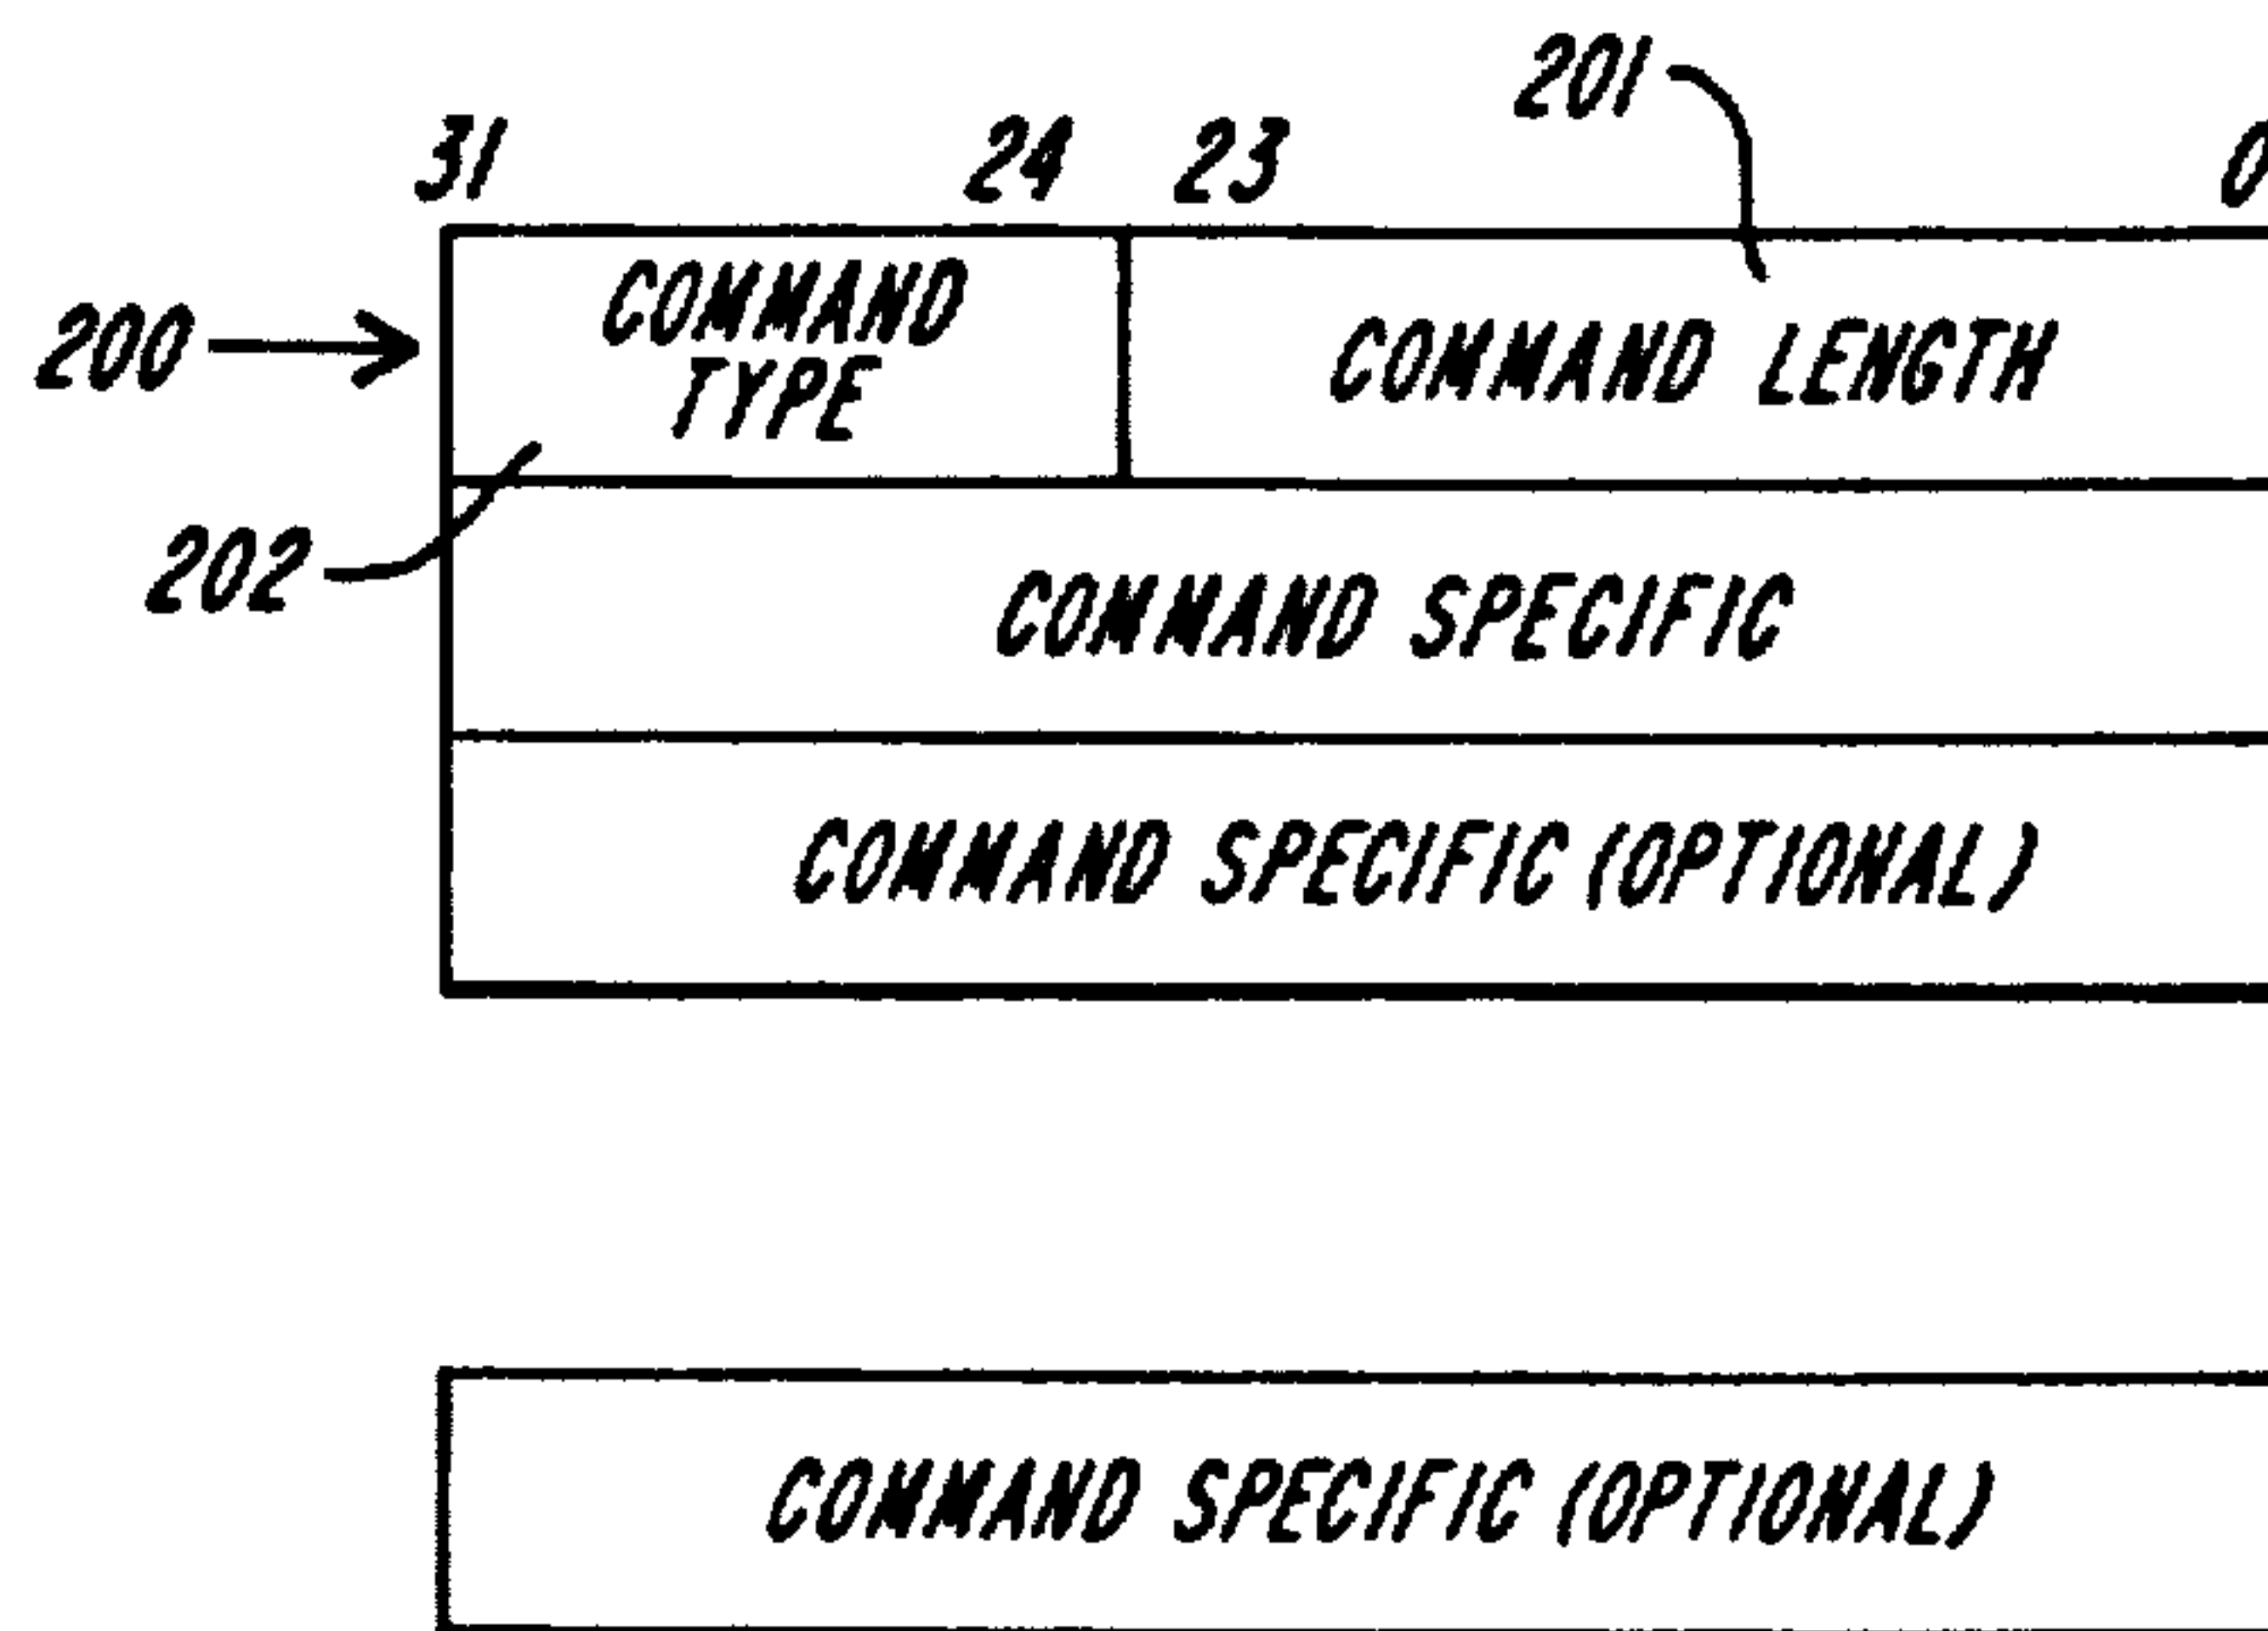 201
31 24 23 0
200
COMMAND
TYPE
COMMAND LENGTH
202
COMMAND SPECIFIC
COMMAND SPECIFIC (OPTIONAL)
COMMAND SPECIFIC (OPTIONAL)